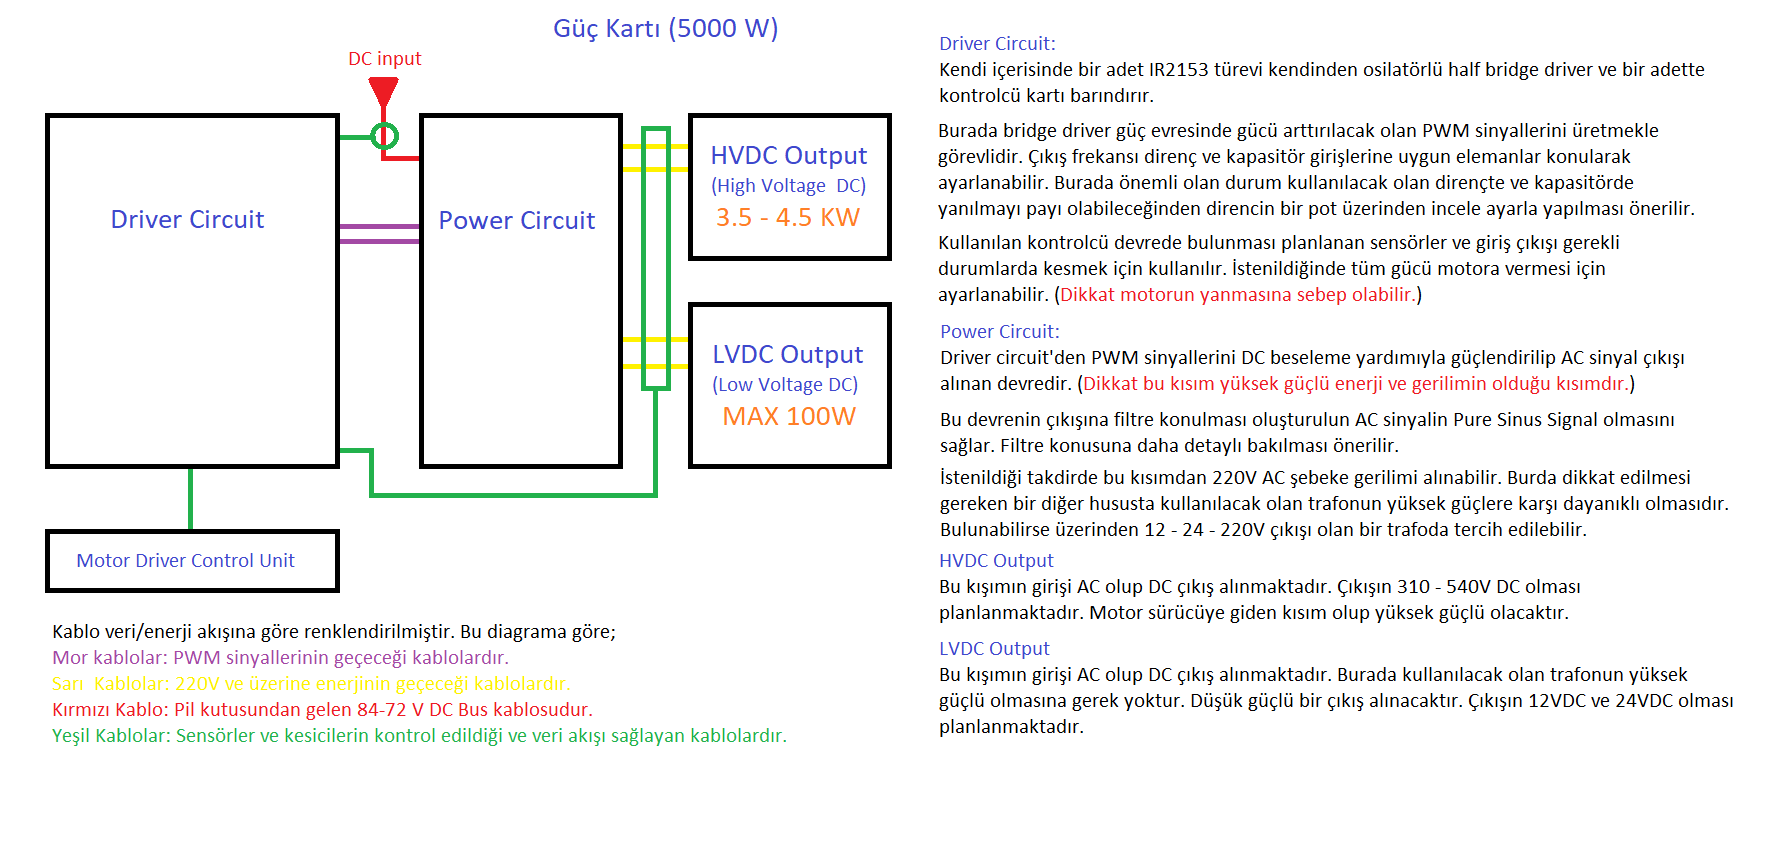 Güç Kartı (5000 W)
DC input
Driver Circuit
Power Circuit
HVDC Output
(High Voltage  DC)
3.5 - 4.5 KW
LVDC Output
(Low Voltage DC)
MAX 100W
Motor Driver Control Unit
Kablo veri/enerji akışına göre renklendirilmiştir. Bu diagrama göre;
Mor kablolar: PWM sinyallerinin geçeceği kablolardır.
Sarı  Kablolar: 220V ve üzerine enerjinin geçeceği kablolardır.
Kırmızı Kablo: Pil kutusundan gelen 84-72 V DC Bus kablosudur.
Yeşil Kablolar: Sensörler ve kesicilerin kontrol edildiği ve veri akışı sağlayan kablolardır.
Driver Circuit:
Kendi içerisinde bir adet IR2153 türevi kendinden osilatörlü half bridge driver ve bir adette
kontrolcü kartı barındırır.
Burada bridge driver güç evresinde gücü arttırılacak olan PWM sinyallerini üretmekle
görevlidir. Çıkış frekansı direnç ve kapasitör girişlerine uygun elemanlar konularak
ayarlanabilir. Burada önemli olan durum kullanılacak olan dirençte ve kapasitörde
yanılmayı payı olabileceğinden direncin bir pot üzerinden incele ayarla yapılması önerilir.
Kullanılan kontrolcü devrede bulunması planlanan sensörler ve giriş çıkışı gerekli
durumlarda kesmek için kullanılır. İstenildiğinde tüm gücü motora vermesi için
ayarlanabilir. (Dikkat motorun yanmasına sebep olabilir.)
Power Circuit:
Driver circuit'den PWM sinyallerini DC beseleme yardımıyla güçlendirilip AC sinyal çıkışı
alınan devredir. (Dikkat bu kısım yüksek güçlü enerji ve gerilimin olduğu kısımdır.)
Bu devrenin çıkışına filtre konulması oluşturulun AC sinyalin Pure Sinus Signal olmasını
sağlar. Filtre konusuna daha detaylı bakılması önerilir.
İstenildiği takdirde bu kısımdan 220V AC şebeke gerilimi alınabilir. Burda dikkat edilmesi
gereken bir diğer hususta kullanılacak olan trafonun yüksek güçlere karşı dayanıklı olmasıdır.
Bulunabilirse üzerinden 12 - 24 - 220V çıkışı olan bir trafoda tercih edilebilir.
HVDC Output
Bu kışımın girişi AC olup DC çıkış alınmaktadır. Çıkışın 310 - 540V DC olması
planlanmaktadır. Motor sürücüye giden kısım olup yüksek güçlü olacaktır.
LVDC Output
Bu kışımın girişi AC olup DC çıkış alınmaktadır. Burada kullanılacak olan trafonun yüksek
güçlü olmasına gerek yoktur. Düşük güçlü bir çıkış alınacaktır. Çıkışın 12VDC ve 24VDC olması
planlanmaktadır.